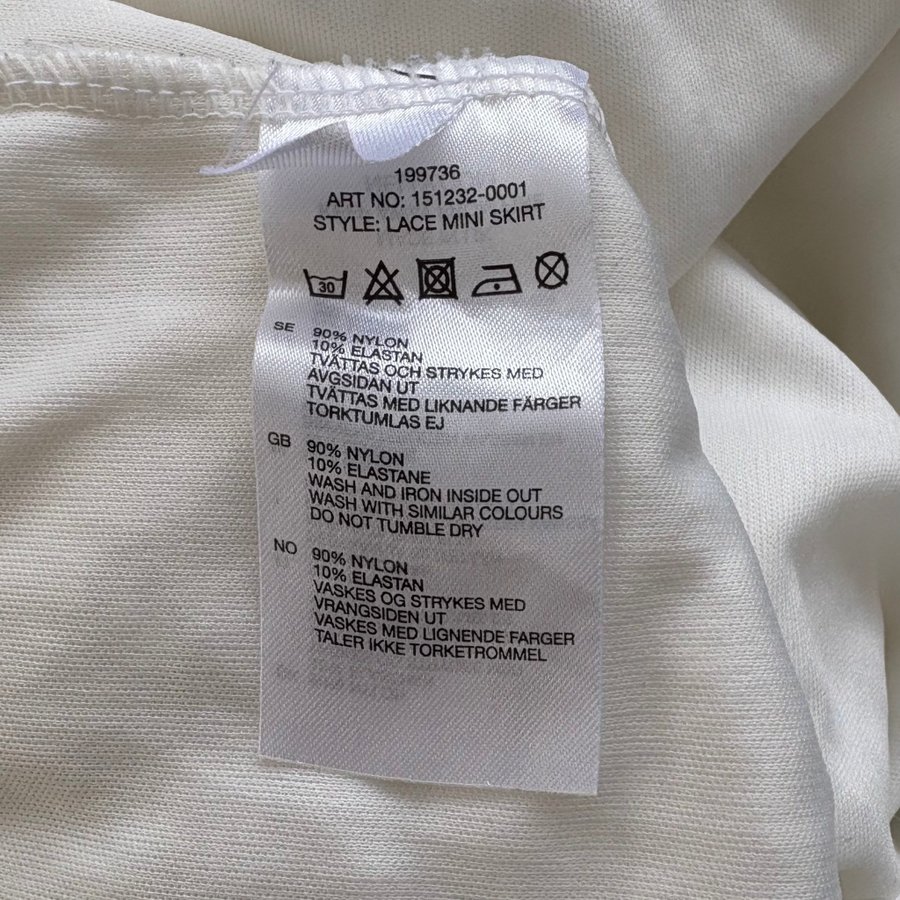 199736
ART NO: 151232-0001
STYLE: LACE MINI SKIRT
30
SE 90% NYLON
10% ELASTAN
TVÄTTAS OCH STRYKES MED
AVGSIDAN UT
TVÄTTAS MED LIKNANDE FÄRGER
TORKTUMLAS EJ
GB 90% NYLON
10% ELASTANE
WASH AND IRON INSIDE OUT
WASH WITH SIMILAR COLOURS
DO NOT TUMBLE DRY
NO 90% NYLON
10% ELASTAN
VASKES OG STRYKES MED
VRANGSIDEN UT
VASKES MED LIGNENDE FARGER
TALER IKKE TORKETROMMEL